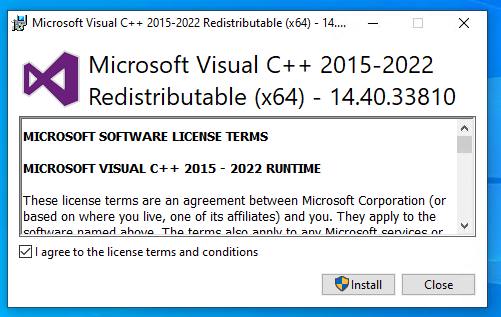 Microsoft Visual C++ 2015-2022 Redistributable (x64) - 14....
Microsoft Visual C++ 2015-2022
Redistributable (x64) - 14.40.33810
MICROSOFT SOFTWARE LICENSE TERMS
MICROSOFT VISUAL C++ 2015 - 2022 RUNTIME
These license terms are an agreement between Microsoft Corporation (or
based on where you live, one of its affiliates) and you. They apply to the
software named above. The terms also apply to any Microsoft services or
I agree to the license terms and conditions
Install
Close